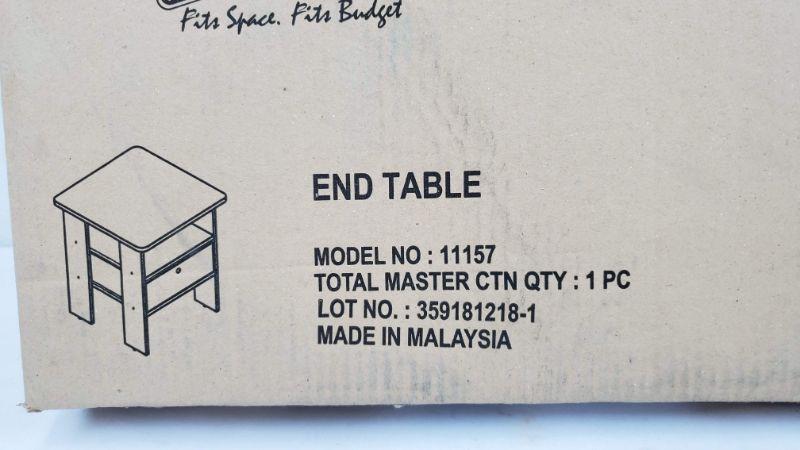 Fits Space. Fits Budget
END TABLE
MODEL NO : 11157
TOTAL MASTER CTN QTY : 1 PC
LOT NO. : 359181218-1
MADE IN MALAYSIA